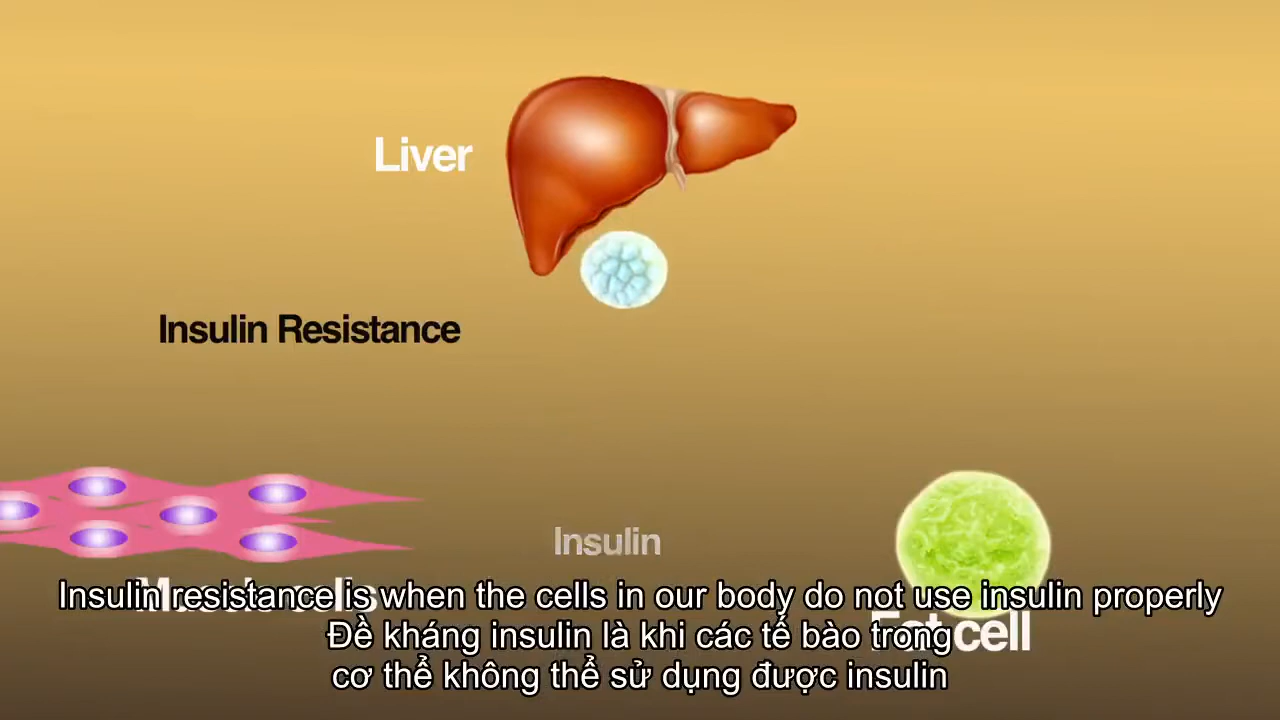 Liver
Insulin Resistance
Insulin
Insulin resistance is when the cells in our body do not use insulin properly
cell
Đề kháng insulin là khi các tế bào trong
cơ thể không thể sử dụng được insulin